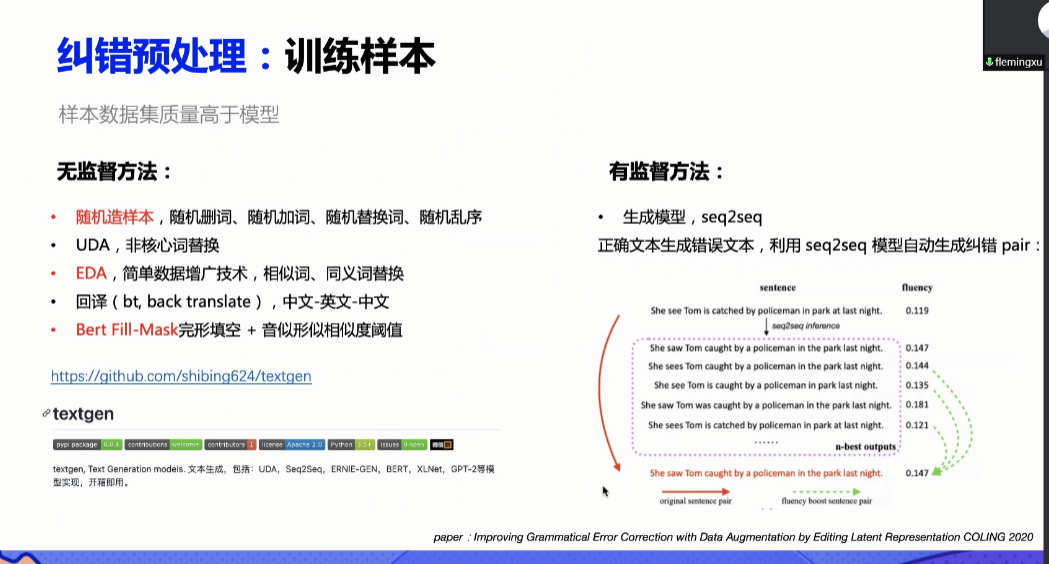 纠错预处理：训练样本
flemingxu
样本数据集质量高于模型
无监督方法：
• 随机造样本，随机删词、随机加词、随机替换词、随机乱序
• UDA，非核心词替换
• EDA，简单数据增广技术，相似词、同义词替换
• 回译（bt, back translate），中文-英文-中文
• Bert Fill-Mask完形填空 + 音似形似相似度阈值
https://github.com/shibing624/textgen
textgen
pypi package 0.0.4 contributions welcome contributors 1 license Apache 2.0 Python 3.5+ issues 0 open
textgen, Text Generation models. 文本生成，包括：UDA，Seq2Seq，ERNIE-GEN，BERT，XLNet，GPT-2等模
型实现，开箱即用。
有监督方法：
• 生成模型，seq2seq
正确文本生成错误文本，利用 seq2seq 模型自动生成纠错 pair：
sentence fluency
She see Tom is catched by policeman in park at last night. 0.119
seq2seq inference
She saw Tom caught by a policeman in the park last night. 0.147
She sees Tom is catched by a policeman in the park last night. 0.144
She see Tom is caught by a policeman in park last night. 0.135
She saw Tom was caught by a policeman in the park last night. 0.181
She sees Tom is catched by policeman in park at last night. 0.121
......
n-best outputs
She saw Tom caught by a policeman in the park last night. 0.147
original sentence pair fluency boost sentence pair
paper：Improving Grammatical Error Correction with Data Augmentation by Editing Latent Representation COLING 2020